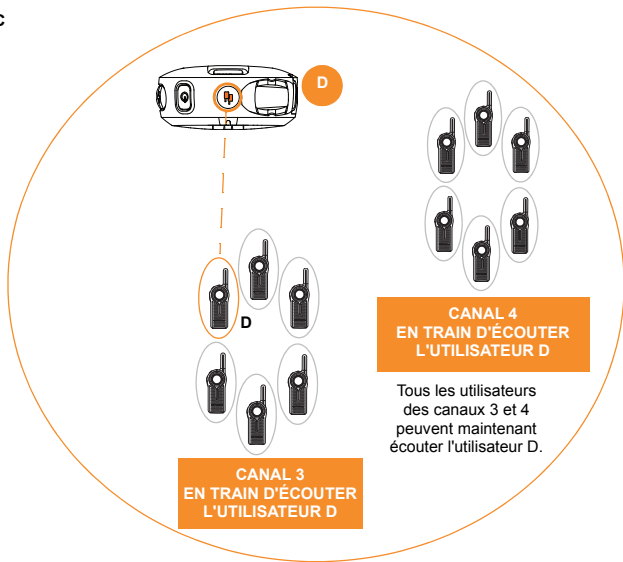 C
D
D
CANAL 4
EN TRAIN D'ÉCOUTER
L'UTILISATEUR D
Tous les utilisateurs
des canaux 3 et 4
peuvent maintenant
écouter l'utilisateur D.
CANAL 3
EN TRAIN D'ÉCOUTER
L'UTILISATEUR D